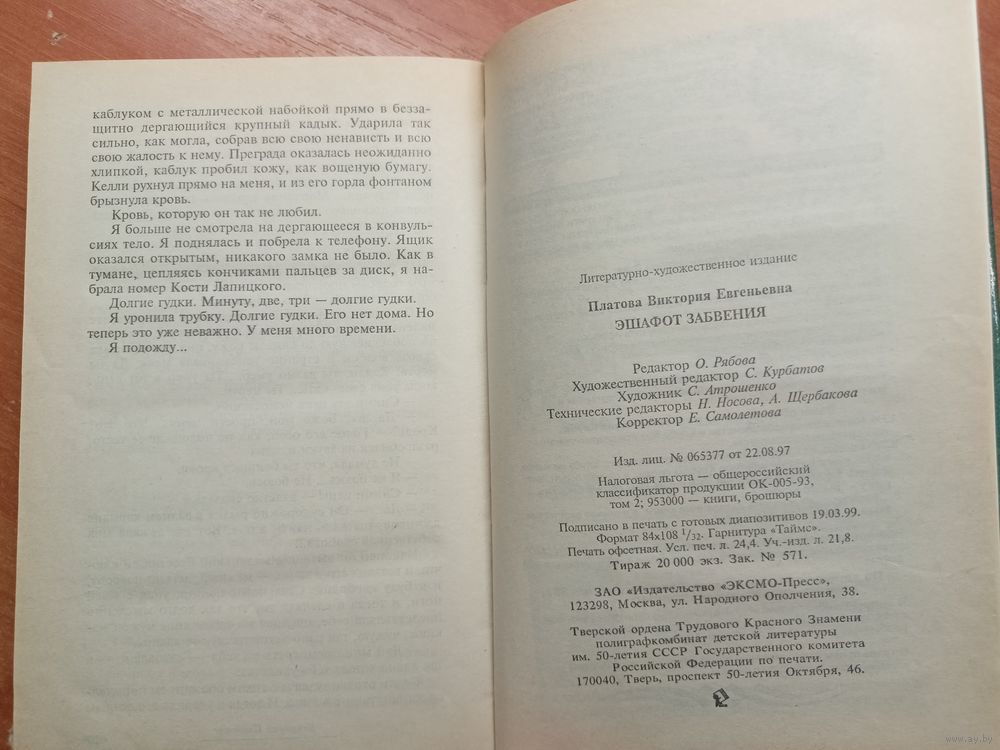 каблуком с металлической набойкой прямо в безза-
щитно дергающийся крупный кадык. Ударила так
сильно, как могла, собрав всю свою ненависть и всю
свою жалость к нему. Преграда оказалась неожиданно
хлипкой, каблук пробил кожу, как вощеную бумагу.
Келли рухнул прямо на меня, и из его горла фонтаном
брызнула кровь.
Кровь, которую он так не любил.
Я больше не смотрела на дергающееся в конвуль-
сиях тело. Я поднялась и побрела к телефону. Ящик
оказался открытым, никакого замка не было. Как в
тумане, цепляясь кончиками пальцев за диск, я на-
брала номер Кости Лапицкого.
Долгие гудки. Минуту, две, три — долгие гудки.
Я уронила трубку. Долгие гудки. Его нет дома. Но
теперь это уже неважно. У меня много времени.
Я подожду...
Литературно-художественное издание
Платова Виктория Евгеньевна
ЭШАФОТ ЗАБВЕНИЯ
Редактор О. Рябова
Художественный редактор С. Курбатов
Художник С. Атрошенко
Технические редакторы Н. Носова, А. Щербакова
Корректор Е. Самолетова
Изд. лиц. № 065377 от 22.08.97
Налоговая льгота — общероссийский
классификатор продукции ОК-005-93,
том 2; 953000 — книги, брошюры
Подписано в печать с готовых диапозитивов 19.03.99.
Формат 84х108 1/32. Гарнитура «Таймс».
Печать офсетная. Усл. печ. л. 24,4. Уч.-изд. л. 21,8.
Тираж 20 000 экз. Зак. № 571.
ЗАО «Издательство «ЭКСМО-Пресс»,
123298, Москва, ул. Народного Ополчения, 38.
Тверской ордена Трудового Красного Знамени
полиграфкомбинат детской литературы
им. 50-летия СССР Государственного комитета
Российской Федерации по печати.
170040, Тверь, проспект 50-летия Октября, 46.
www.ay.by